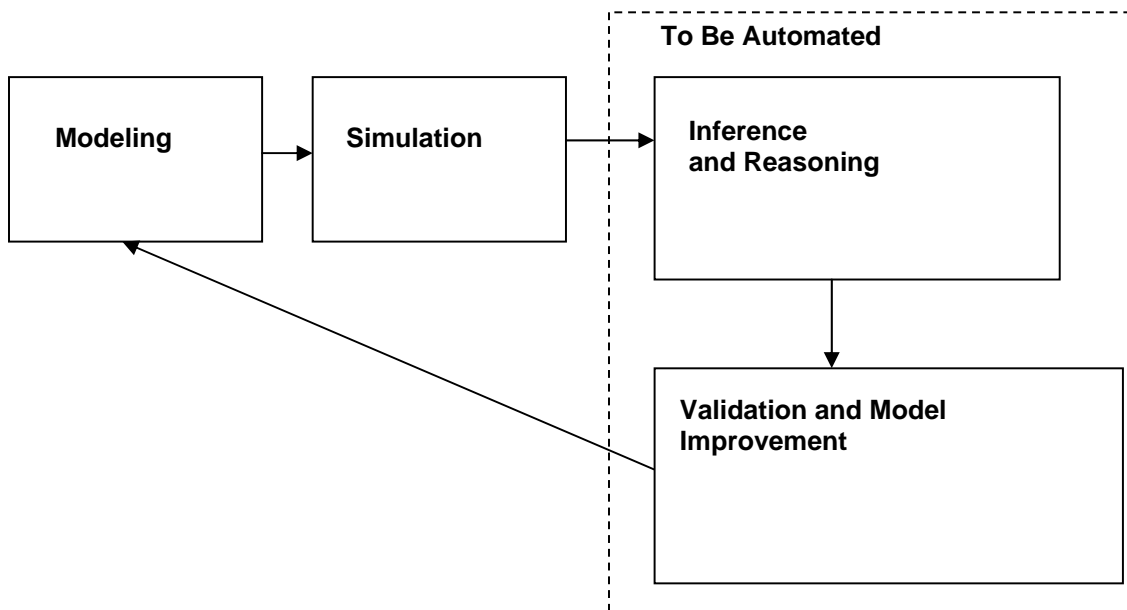 To Be Automated
Modeling
Simulation
Inference
and Reasoning
Validation and Model
Improvement